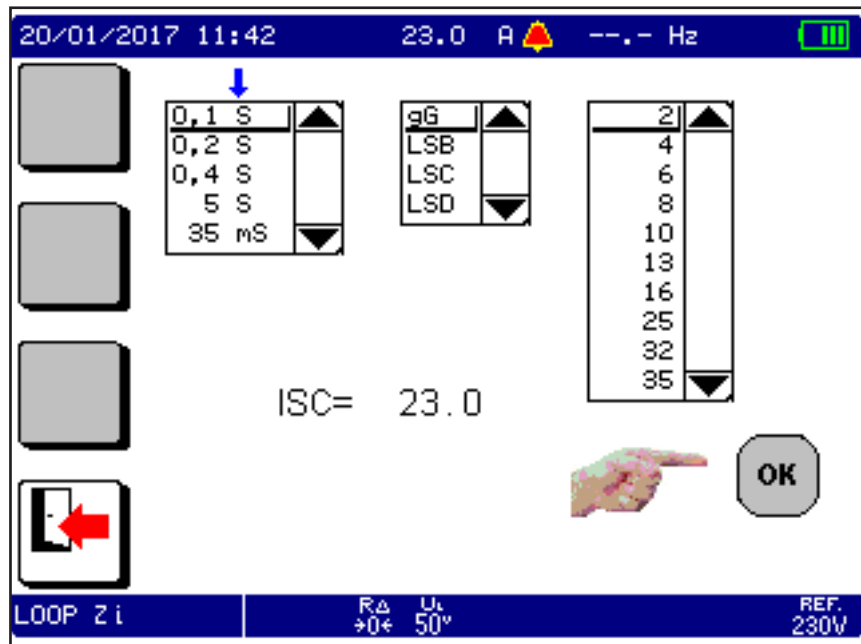 20/01/2017 11:42 23.0 A --.- Hz
0,1 S
0,2 S
0,4 S
5 S
35 mS
gG
LSB
LSC
LSD
2
4
6
8
10
13
16
25
32
35
ISC= 23.0
OK
LOOP Zi
RΔ
→0←
UL
50V
REF.
230V